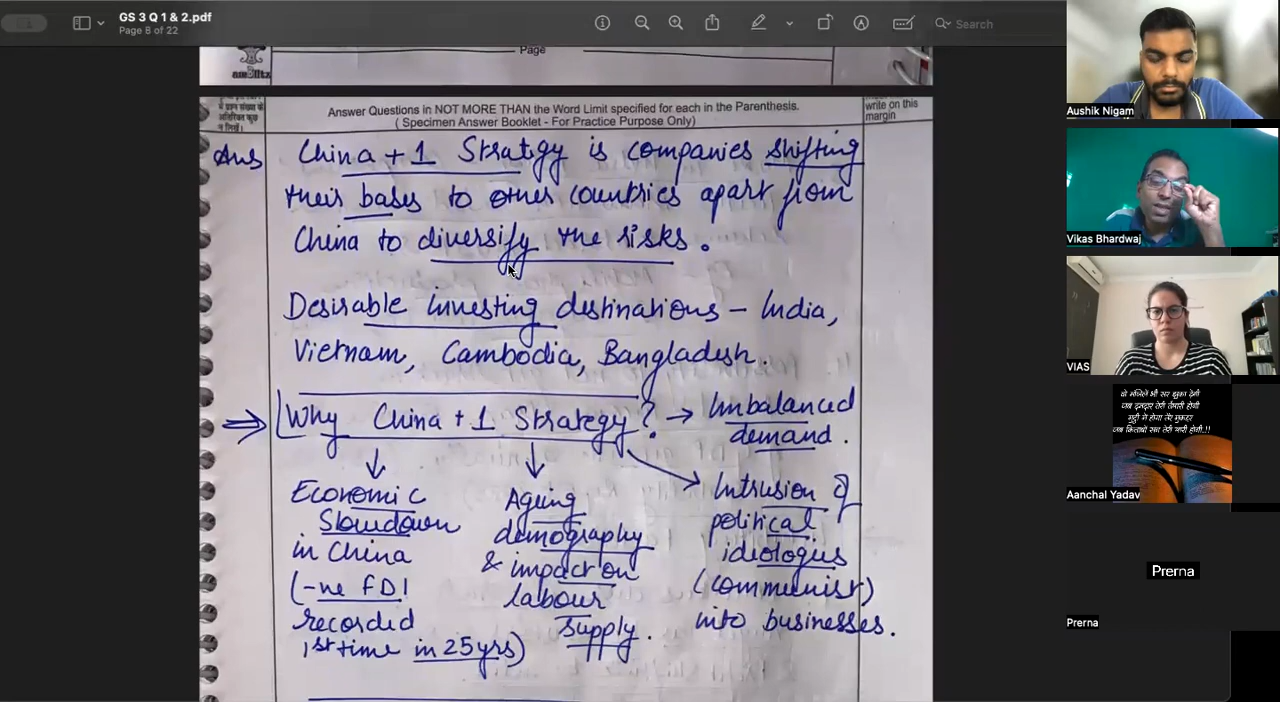 GS 3 Q 1 & 2.pdf
Page 8 of 22
Search
Page
Answer Questions in NOT MORE THAN the Word Limit specified for each in the Parenthesis.
( Specimen Answer Booklet - For Practice Purpose Only)
write on this
margin
Ans China + 1 Strategy is companies shifting
their bases to other countries apart from
China to diversify the risks.
Desirable investing destinations – India,
Vietnam, Cambodia, Bangladesh.
⇒ Why China + 1 Strategy? → Imbalanced
demand.
Economic
Slowdown
in China
(-ve FDI
recorded
1st time in 25yrs)
Ageing
demography
& impact on
labour
supply.
Intrusion of
political
ideologies
(communist)
into businesses.
Aushik Nigam
Vikas Bhardwaj
VIAS
Aanchal Yadav
Prerna
Prerna